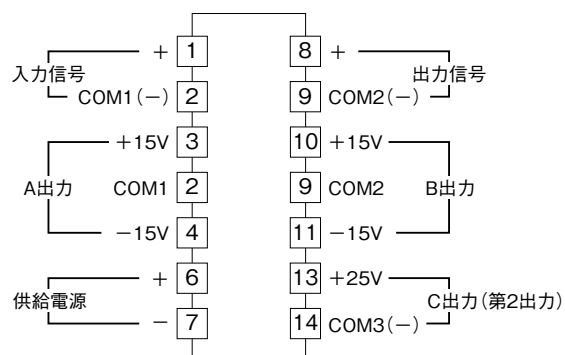 入力信号
+ 1
COM1(−) 2
+15V 3
A出力
COM1 2
−15V 4
供給電源
+ 6
− 7
8 +
出力信号
9 COM2(−)
10 +15V
9 COM2
B出力
11 −15V
13 +25V
C出力(第2出力)
14 COM3(−)